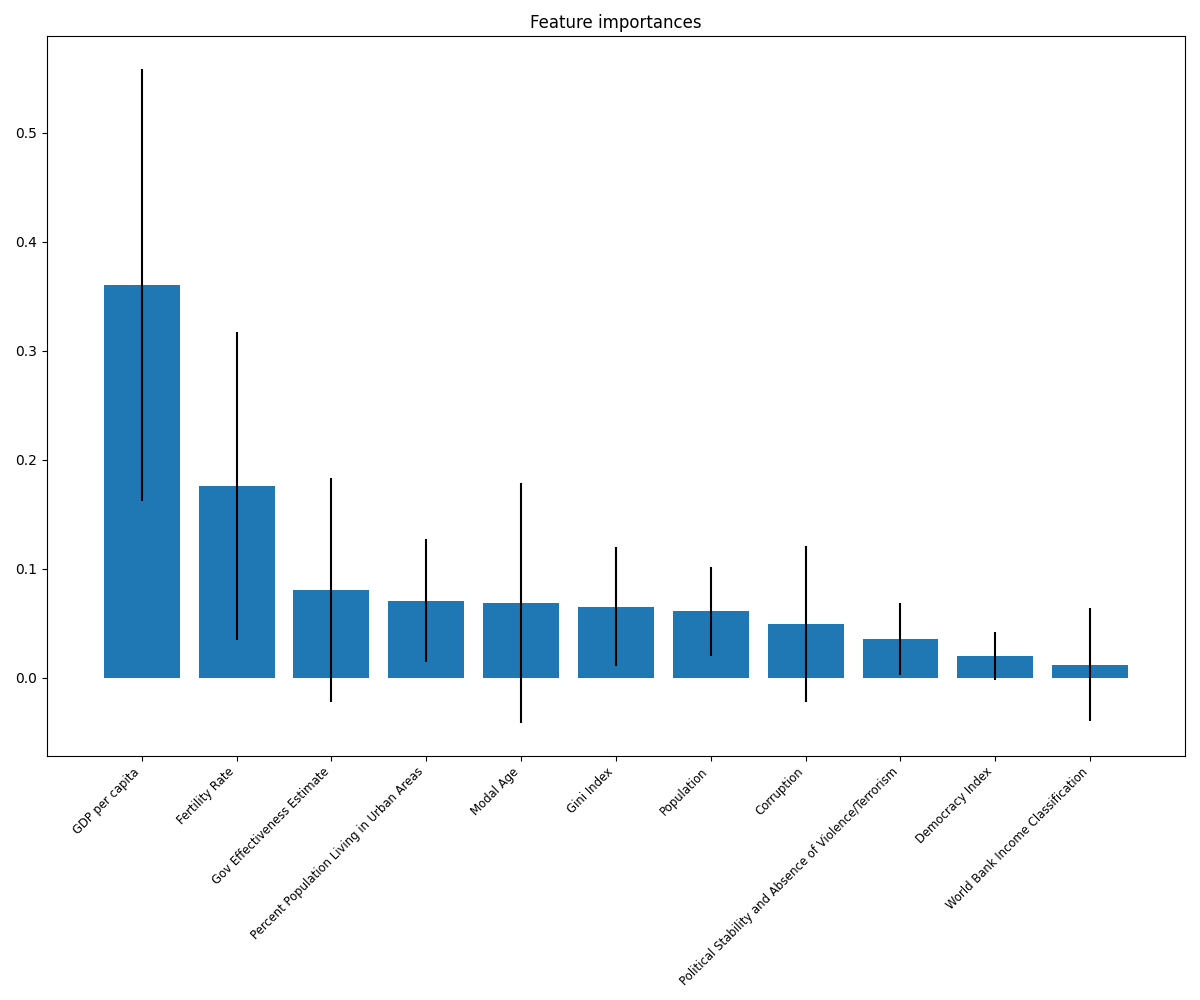 Feature importances
0.5
0.4
0.3
0.2
0.1
0.0
GDP per capita
Fertility Rate
Gov Effectiveness Estimate
Percent Population Living in Urban Areas
Modal Age
Gini Index
Population
Corruption
Political Stability and Absence of Violence/Terrorism
Democracy Index
World Bank Income Classification